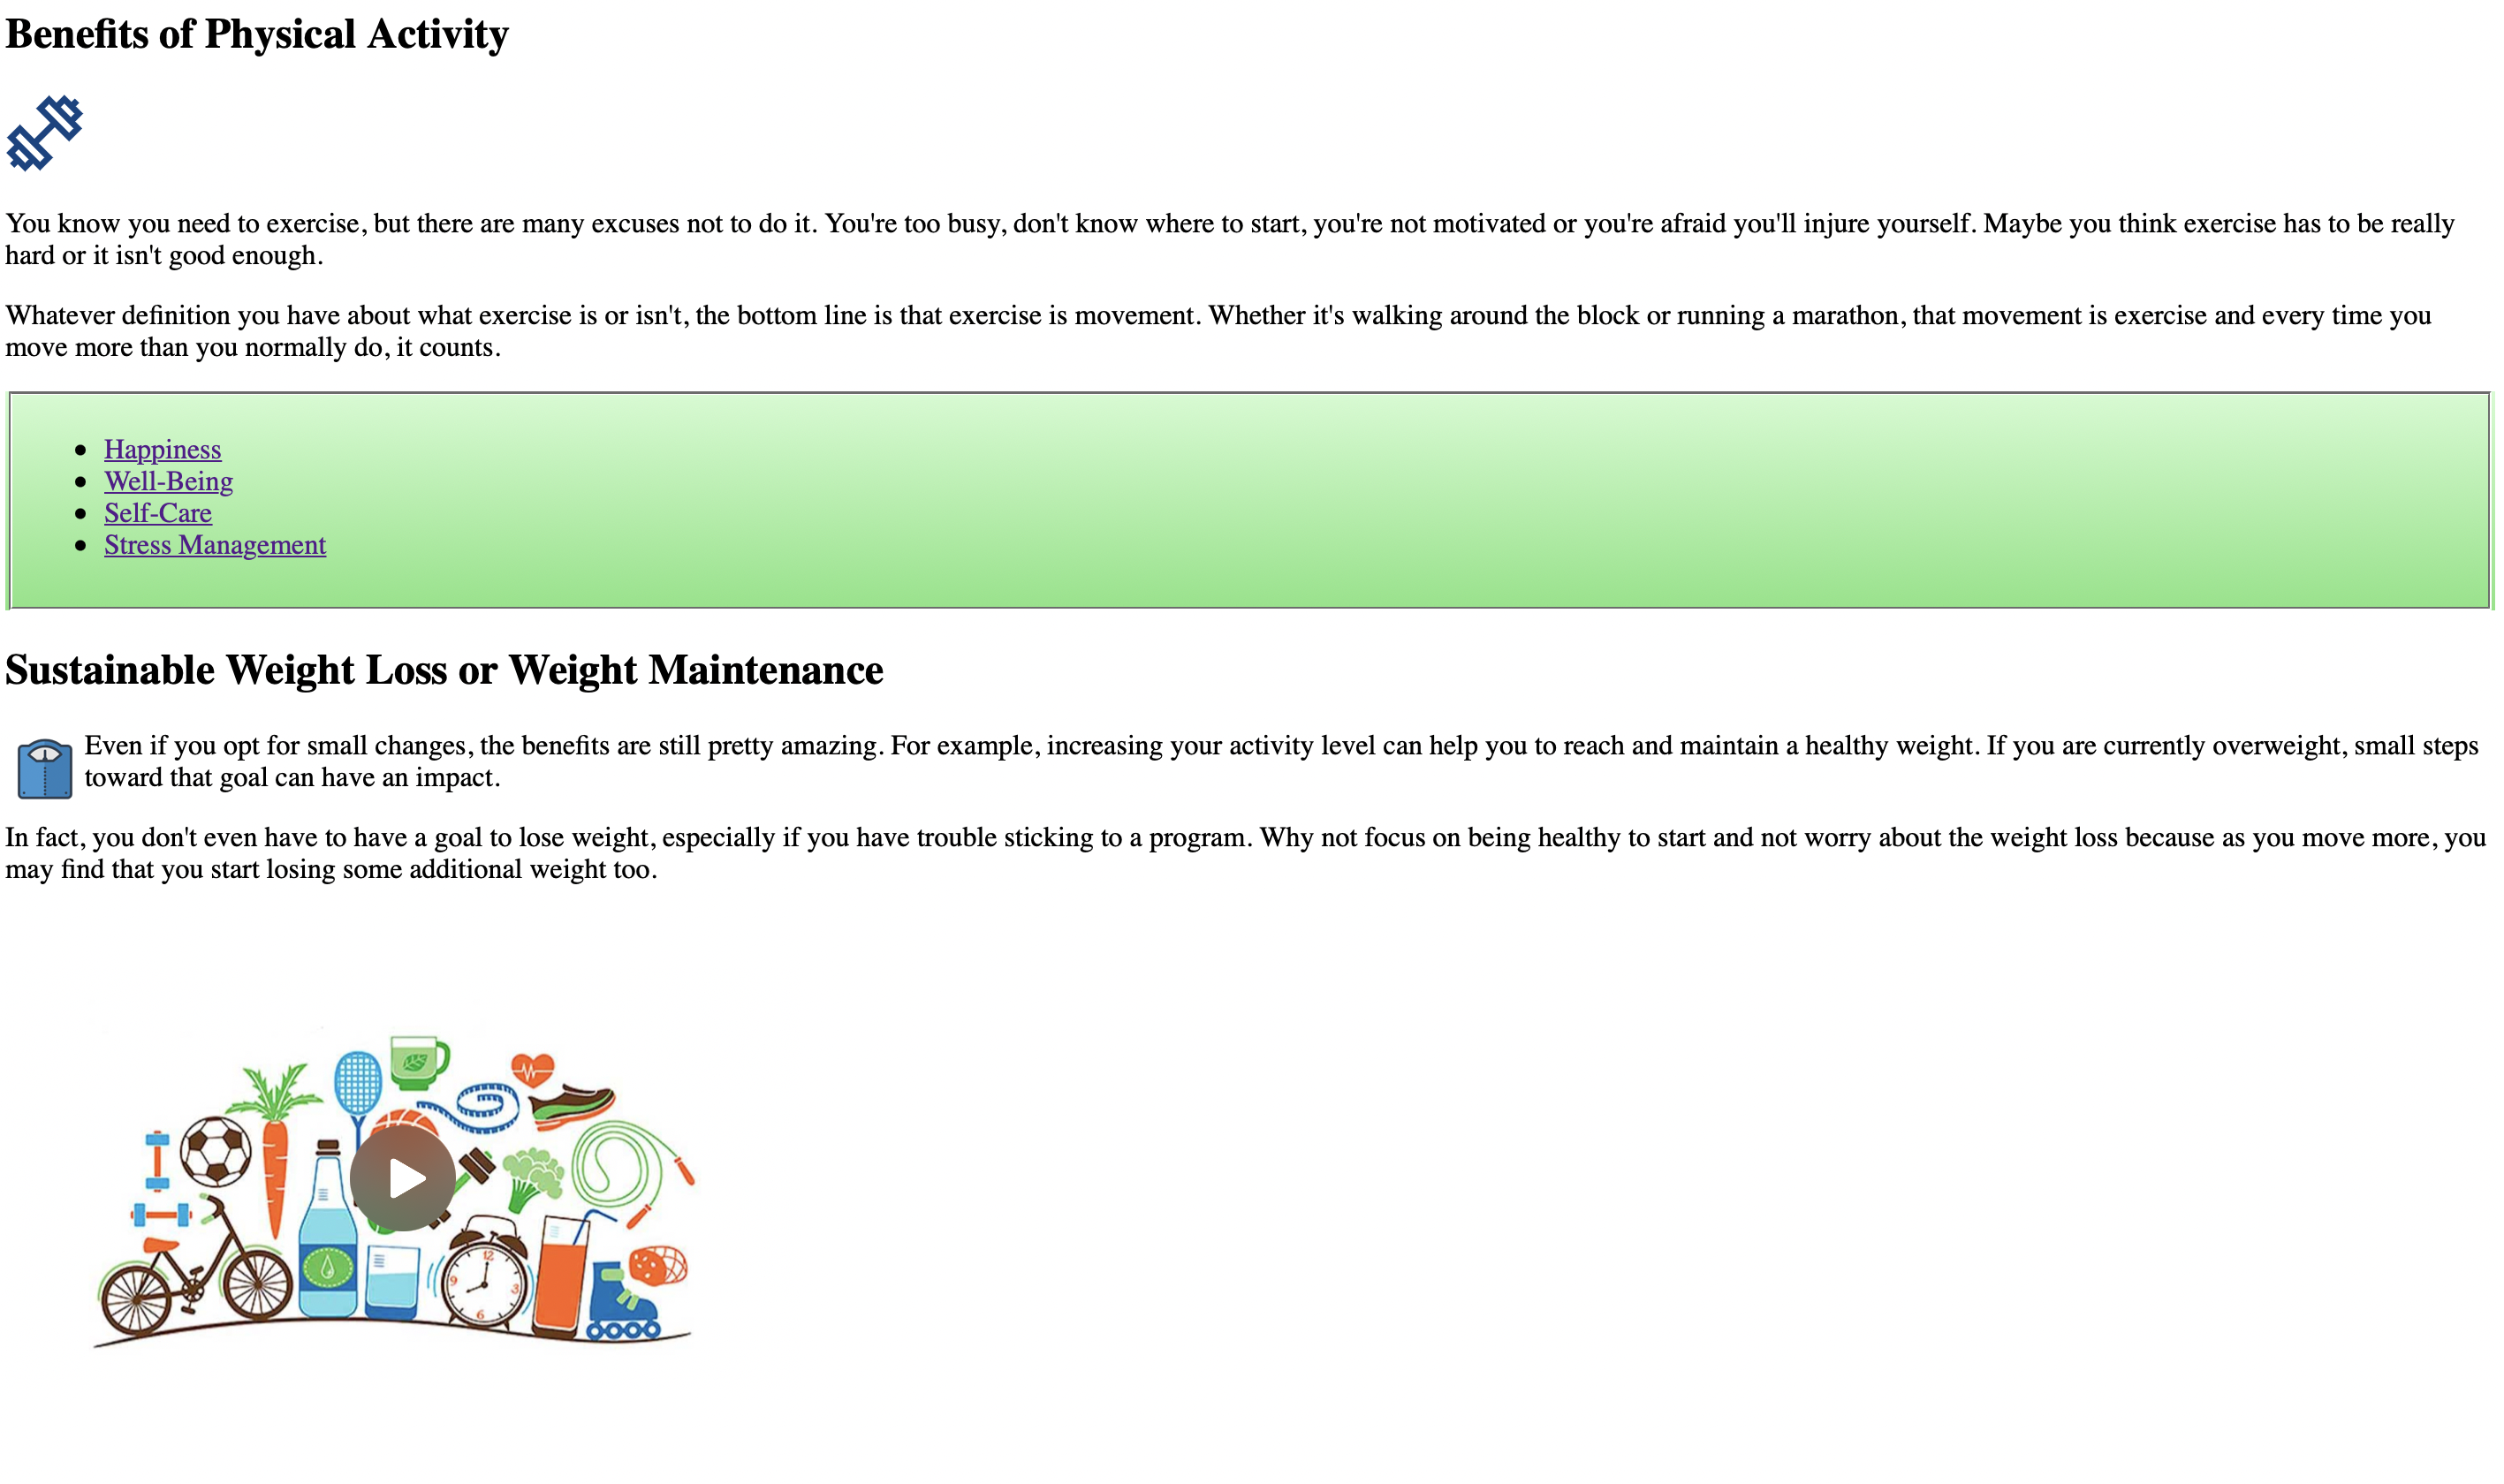 Benefits of Physical Activity
You know you need to exercise, but there are many excuses not to do it. You're too busy, don't know where to start, you're not motivated or you're afraid you'll injure yourself. Maybe you think exercise has to be really
hard or it isn't good enough.
Whatever definition you have about what exercise is or isn't, the bottom line is that exercise is movement. Whether it's walking around the block or running a marathon, that movement is exercise and every time you
move more than you normally do, it counts.
Happiness
Well-Being
Self-Care
Stress Management
Sustainable Weight Loss or Weight Maintenance
Even if you opt for small changes, the benefits are still pretty amazing. For example, increasing your activity level can help you to reach and maintain a healthy weight. If you are currently overweight, small steps
toward that goal can have an impact.
In fact, you don't even have to have a goal to lose weight, especially if you have trouble sticking to a program. Why not focus on being healthy to start and not worry about the weight loss because as you move more, you
may find that you start losing some additional weight too.
12
9
3
6